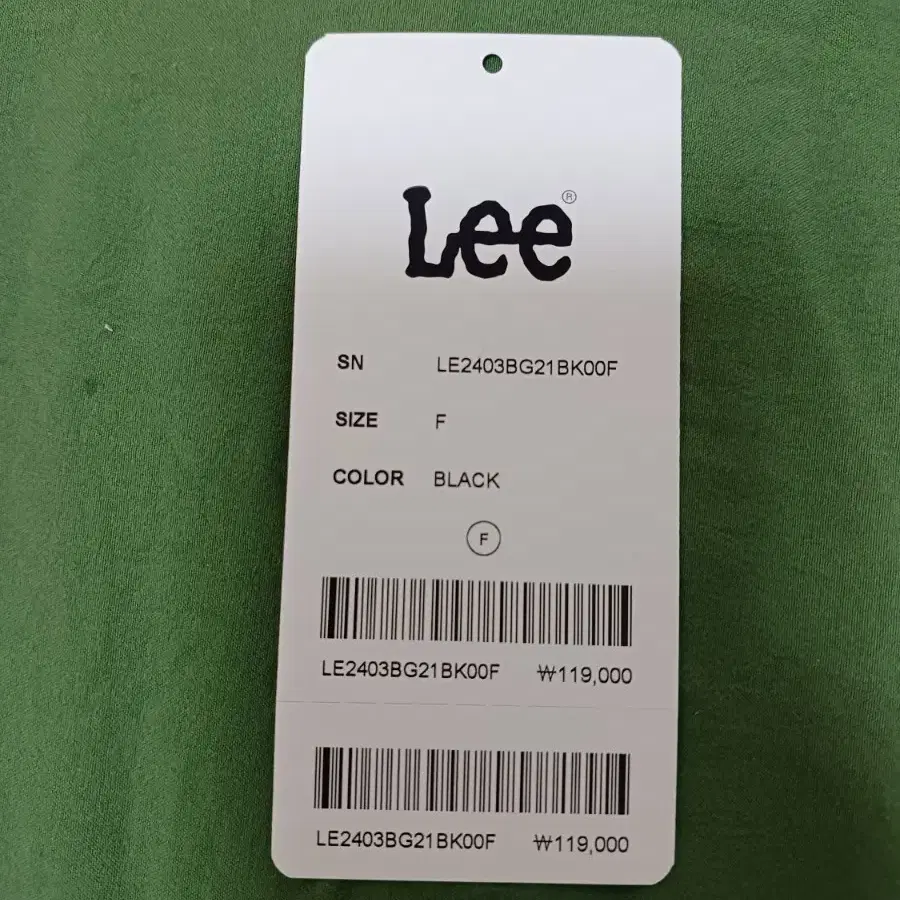 Lee®
SN LE2403BG21BK00F
SIZE F
COLOR BLACK
F
LE2403BG21BK00F ₩119,000
LE2403BG21BK00F ₩119,000